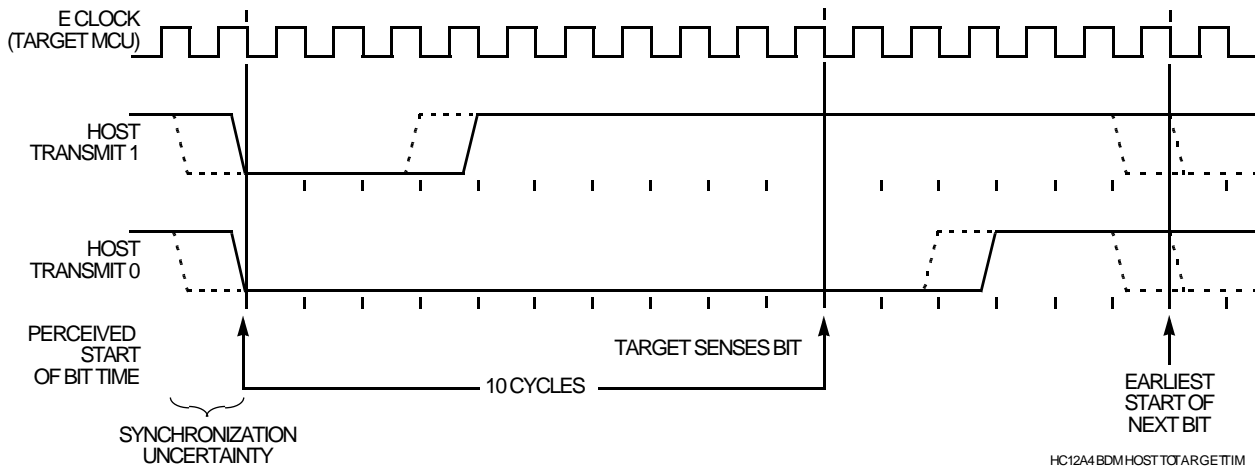 E CLOCK
(TARGET MCU)
HOST
TRANSMIT 1
HOST
TRANSMIT 0
PERCEIVED
START
OF BIT TIME
TARGET SENSES BIT
10 CYCLES
EARLIEST
START OF
NEXT BIT
SYNCHRONIZATION
UNCERTAINTY
HC12A4 BDM HOST TO TARGET TIM